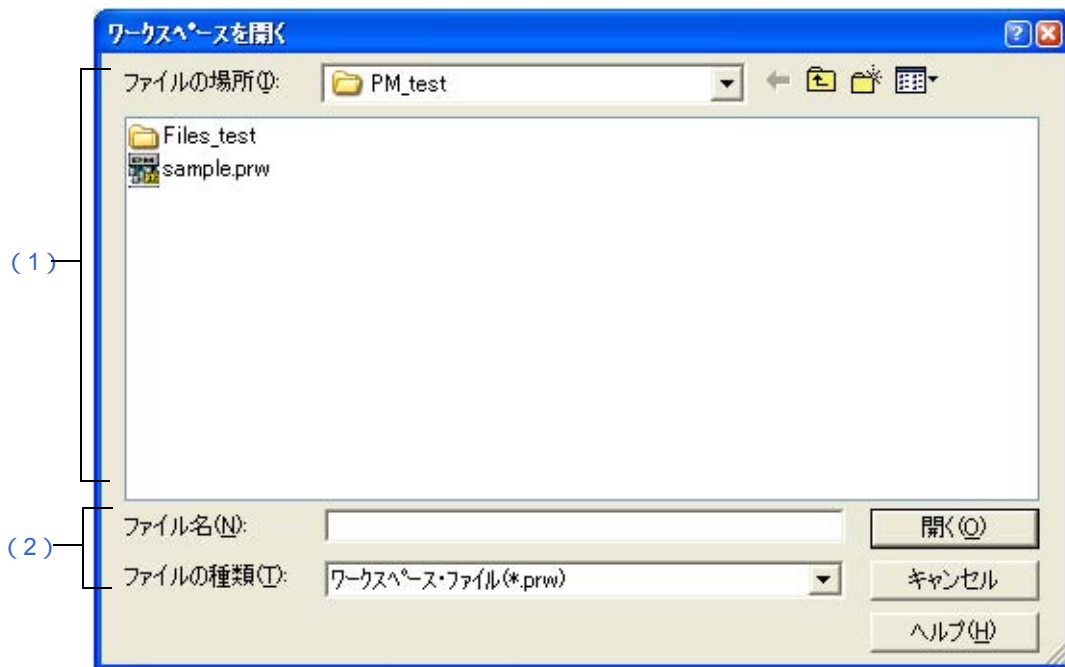 ワークスペースを開く
ファイルの場所(I):
PM_test
Files_test
sample.prw
(1)
(2)
ファイル名(N):
開く(O)
ファイルの種類(T):
ワークスペース・ファイル(*.prw)
キャンセル
ヘルプ(H)